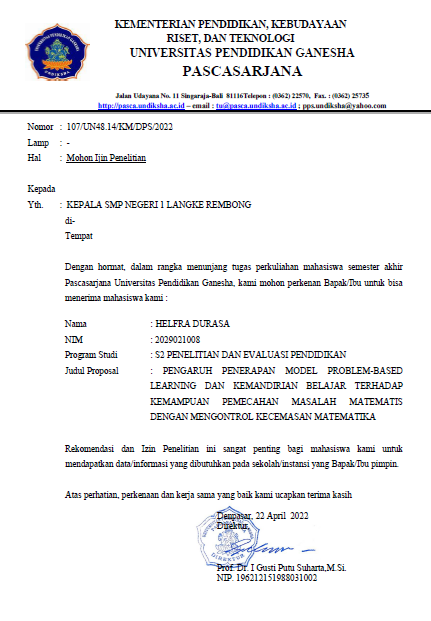 KEMENTERIAN PENDIDIKAN, KEBUDAYAAN
RISET, DAN TEKNOLOGI
UNIVERSITAS PENDIDIKAN GANESHA
PASCASARJANA
Jalan Udayana No. 11 Singaraja-Bali 81116Telepon : (0362) 22570, Fax. : (0362) 25735
http://pasca.undiksha.ac.id – email : tu@pasca.undiksha.ac.id ; pps.undiksha@yahoo.com
Nomor : 107/UN48.14/KM/DPS/2022
Lamp : -
Hal : Mohon Ijin Penelitian
Kepada
Yth. : KEPALA SMP NEGERI 1 LANGKE REMBONG
di-
Tempat
Dengan hormat, dalam rangka menunjang tugas perkuliahan mahasiswa semester akhir
Pascasarjana Universitas Pendidikan Ganesha, kami mohon perkenan Bapak/Ibu untuk bisa
menerima mahasiswa kami :
Nama : HELFRA DURASA
NIM : 2029021008
Program Studi : S2 PENELITIAN DAN EVALUASI PENDIDIKAN
Judul Proposal : PENGARUH PENERAPAN MODEL PROBLEM-BASED
LEARNING DAN KEMANDIRIAN BELAJAR TERHADAP
KEMAMPUAN PEMECAHAN MASALAH MATEMATIS
DENGAN MENGONTROL KECEMASAN MATEMATIKA
Rekomendasi dan Izin Penelitian ini sangat penting bagi mahasiswa kami untuk
mendapatkan data/informasi yang dibutuhkan pada sekolah/instansi yang Bapak/Ibu pimpin.
Atas perhatian, perkenaan dan kerja sama yang baik kami ucapkan terima kasih
Denpasar, 22 April 2022
Direktur,
DIREKTUR
Prof. Dr. I Gusti Putu Suharta,M.Si.
NIP. 196212151988031002